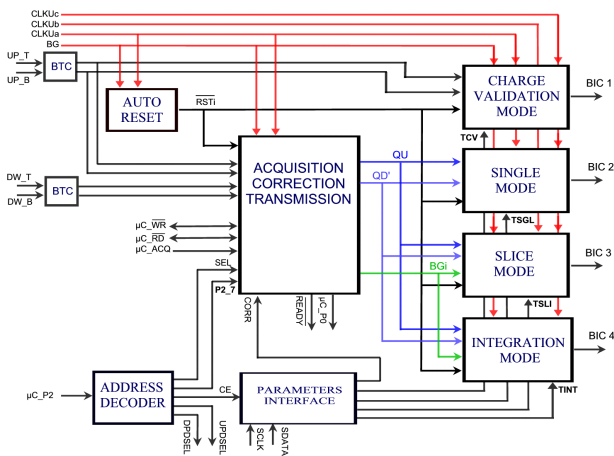 CLKUc
CLKUb
CLKUa
BG
UP_T
UP_B
BTC
AUTO
RESET
RSTi
CHARGE
VALIDATION
MODE
BIC 1
TCV
ACQUISITION
CORRECTION
TRANSMISSION
QU
QD'
SINGLE
MODE
BIC 2
TSGL
DW_T
DW_B
BTC
µC_WR
µC_RD
µC_ACQ
SEL
P2_7
BGi
SLICE
MODE
BIC 3
TSLI
CORR
READY
µC_P0
INTEGRATION
MODE
BIC 4
TINT
µC_P2
ADDRESS
DECODER
CE
PARAMETERS
INTERFACE
DPDSEL
UPDSEL
SCLK
SDATA